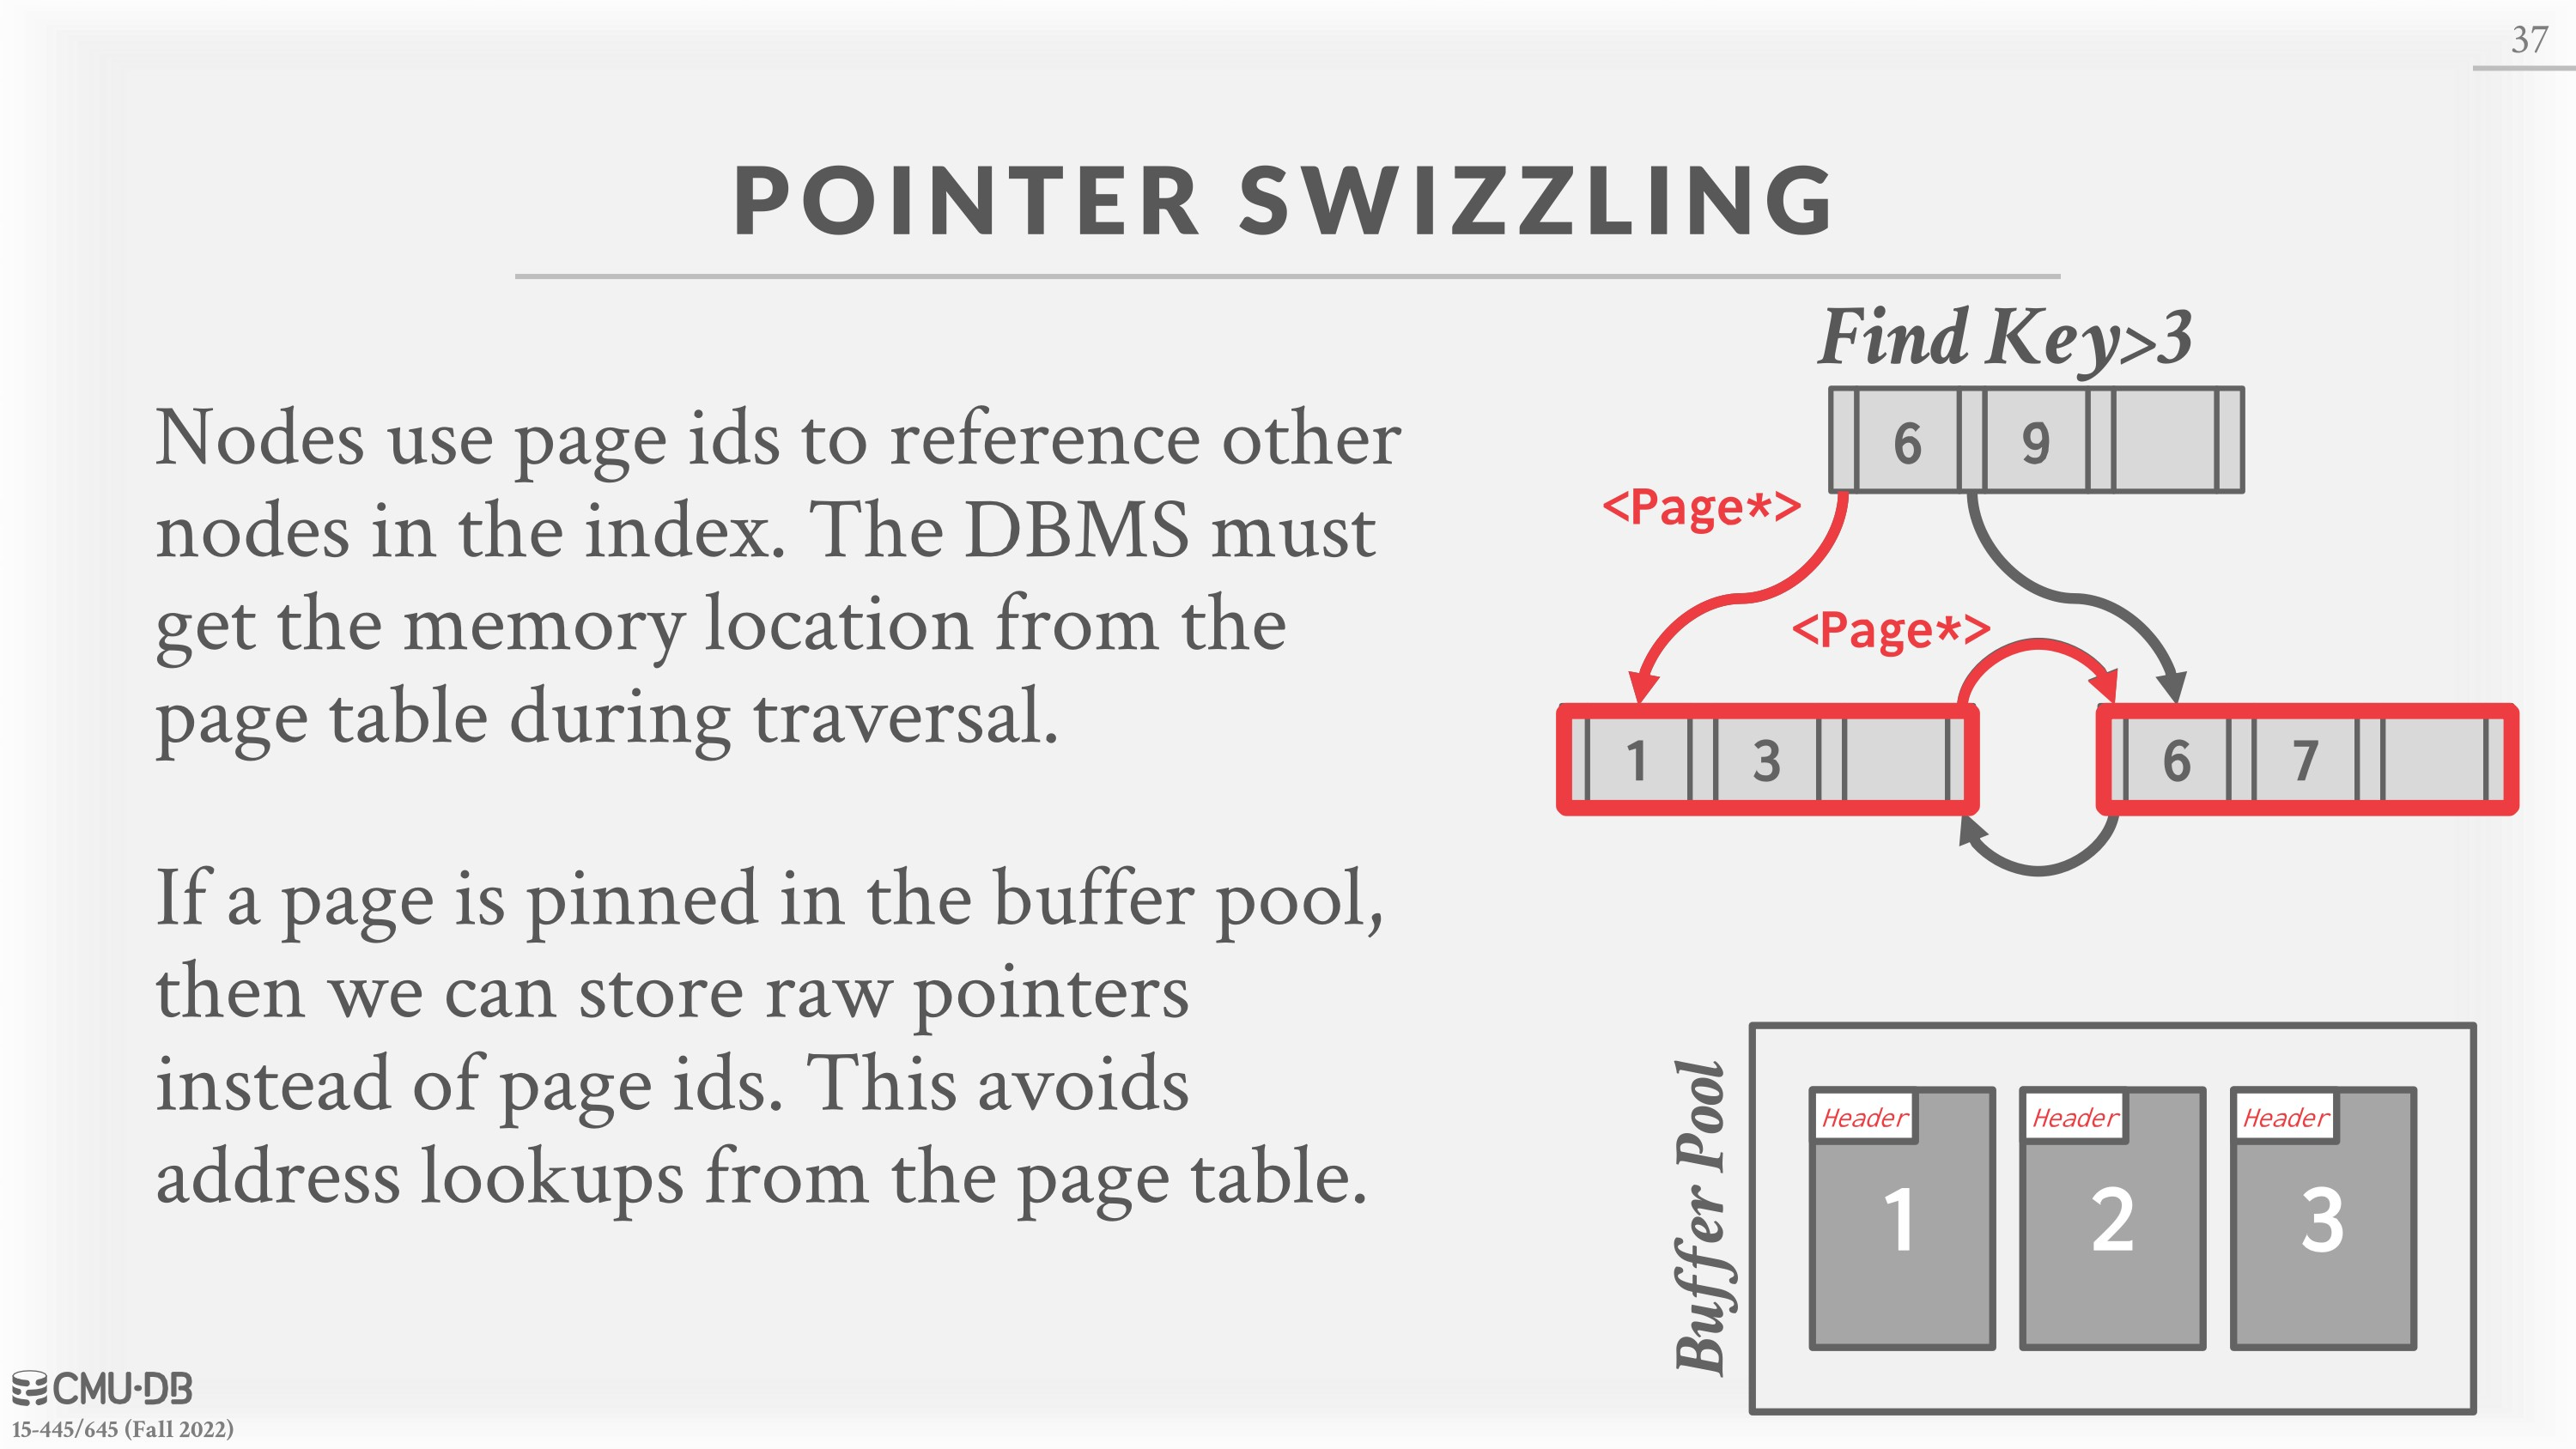 37
POINTER SWIZZLING
Nodes use page ids to reference other
nodes in the index. The DBMS must
get the memory location from the
page table during traversal.
If a page is pinned in the buffer pool,
then we can store raw pointers
instead of page ids. This avoids
address lookups from the page table.
Find Key>3
6 9
<Page*>
<Page*>
1 3
6 7
Buffer Pool
Header Header Header
1 2 3
CMU·DB
15-445/645 (Fall 2022)